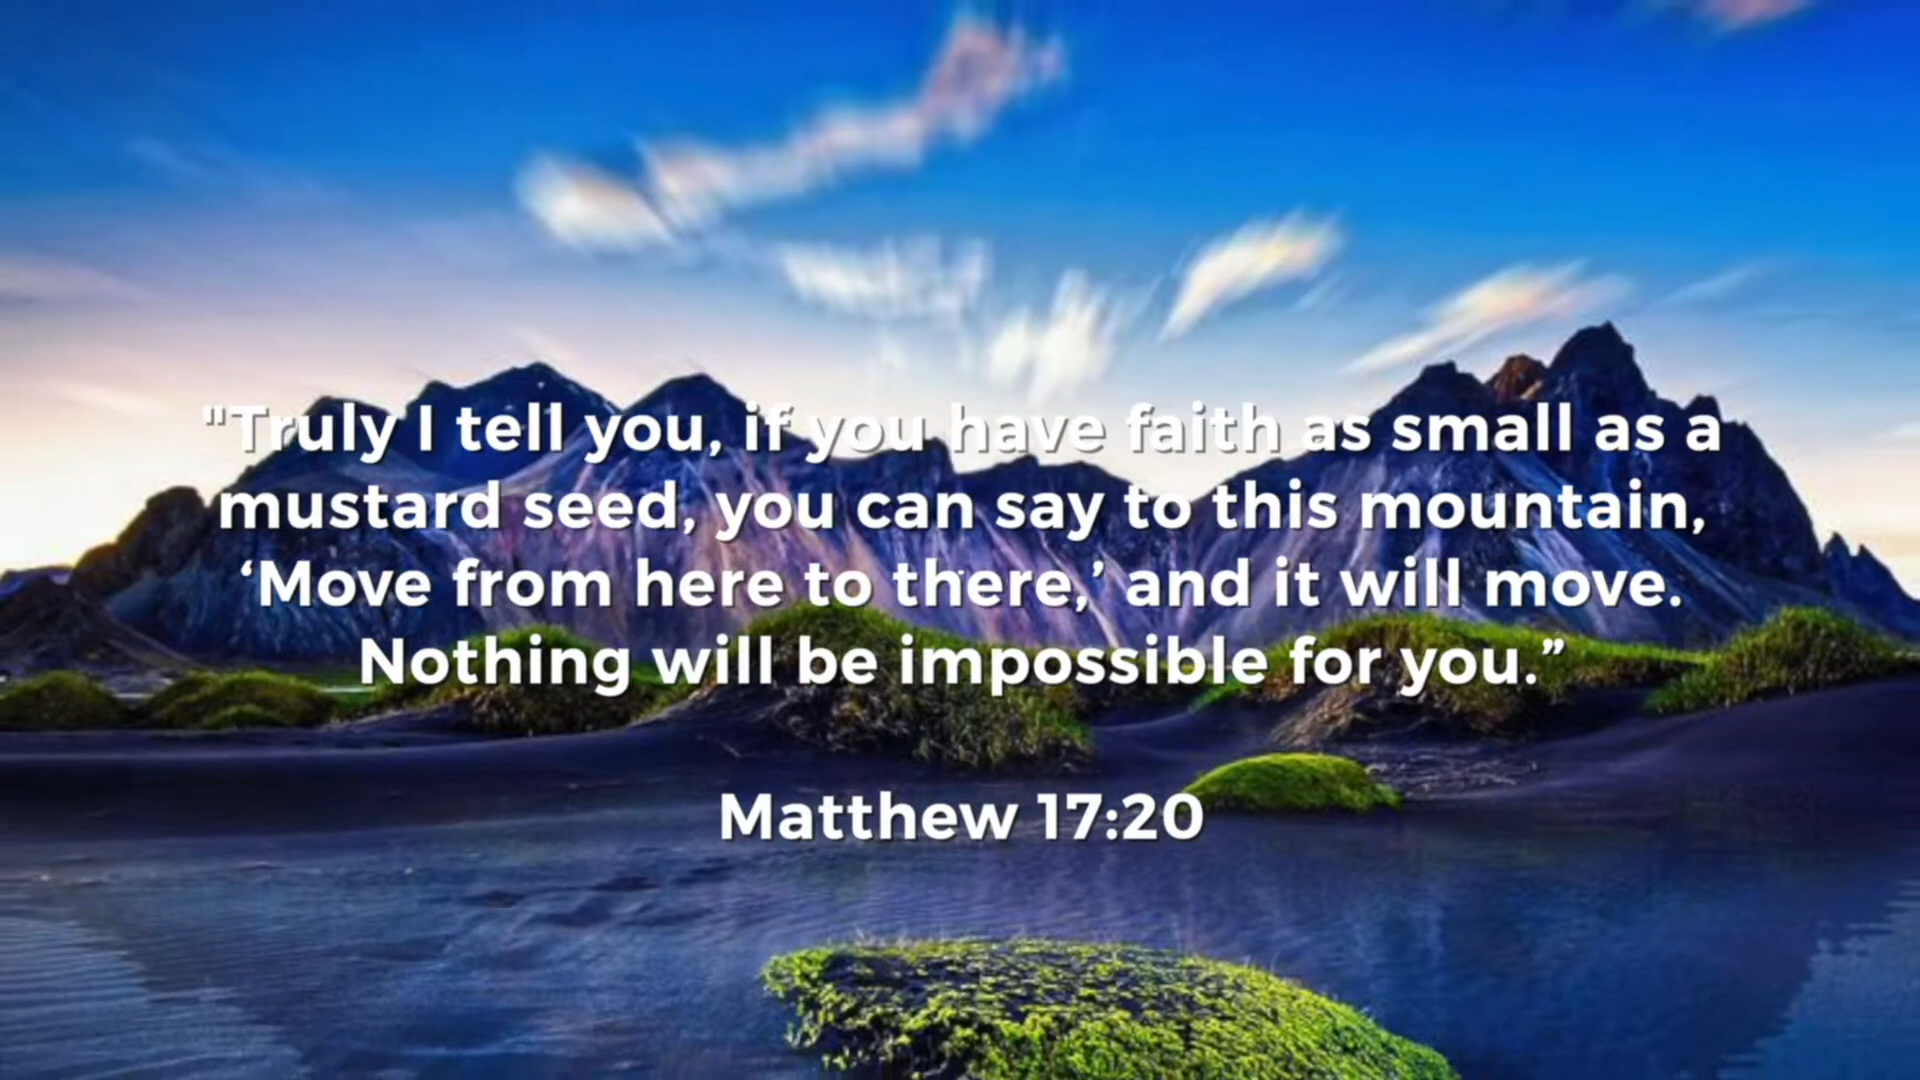 "Truly I tell you, if you have faith as small as a
mustard seed, you can say to this mountain,
‘Move from here to there,’ and it will move.
Nothing will be impossible for you.”
Matthew 17:20